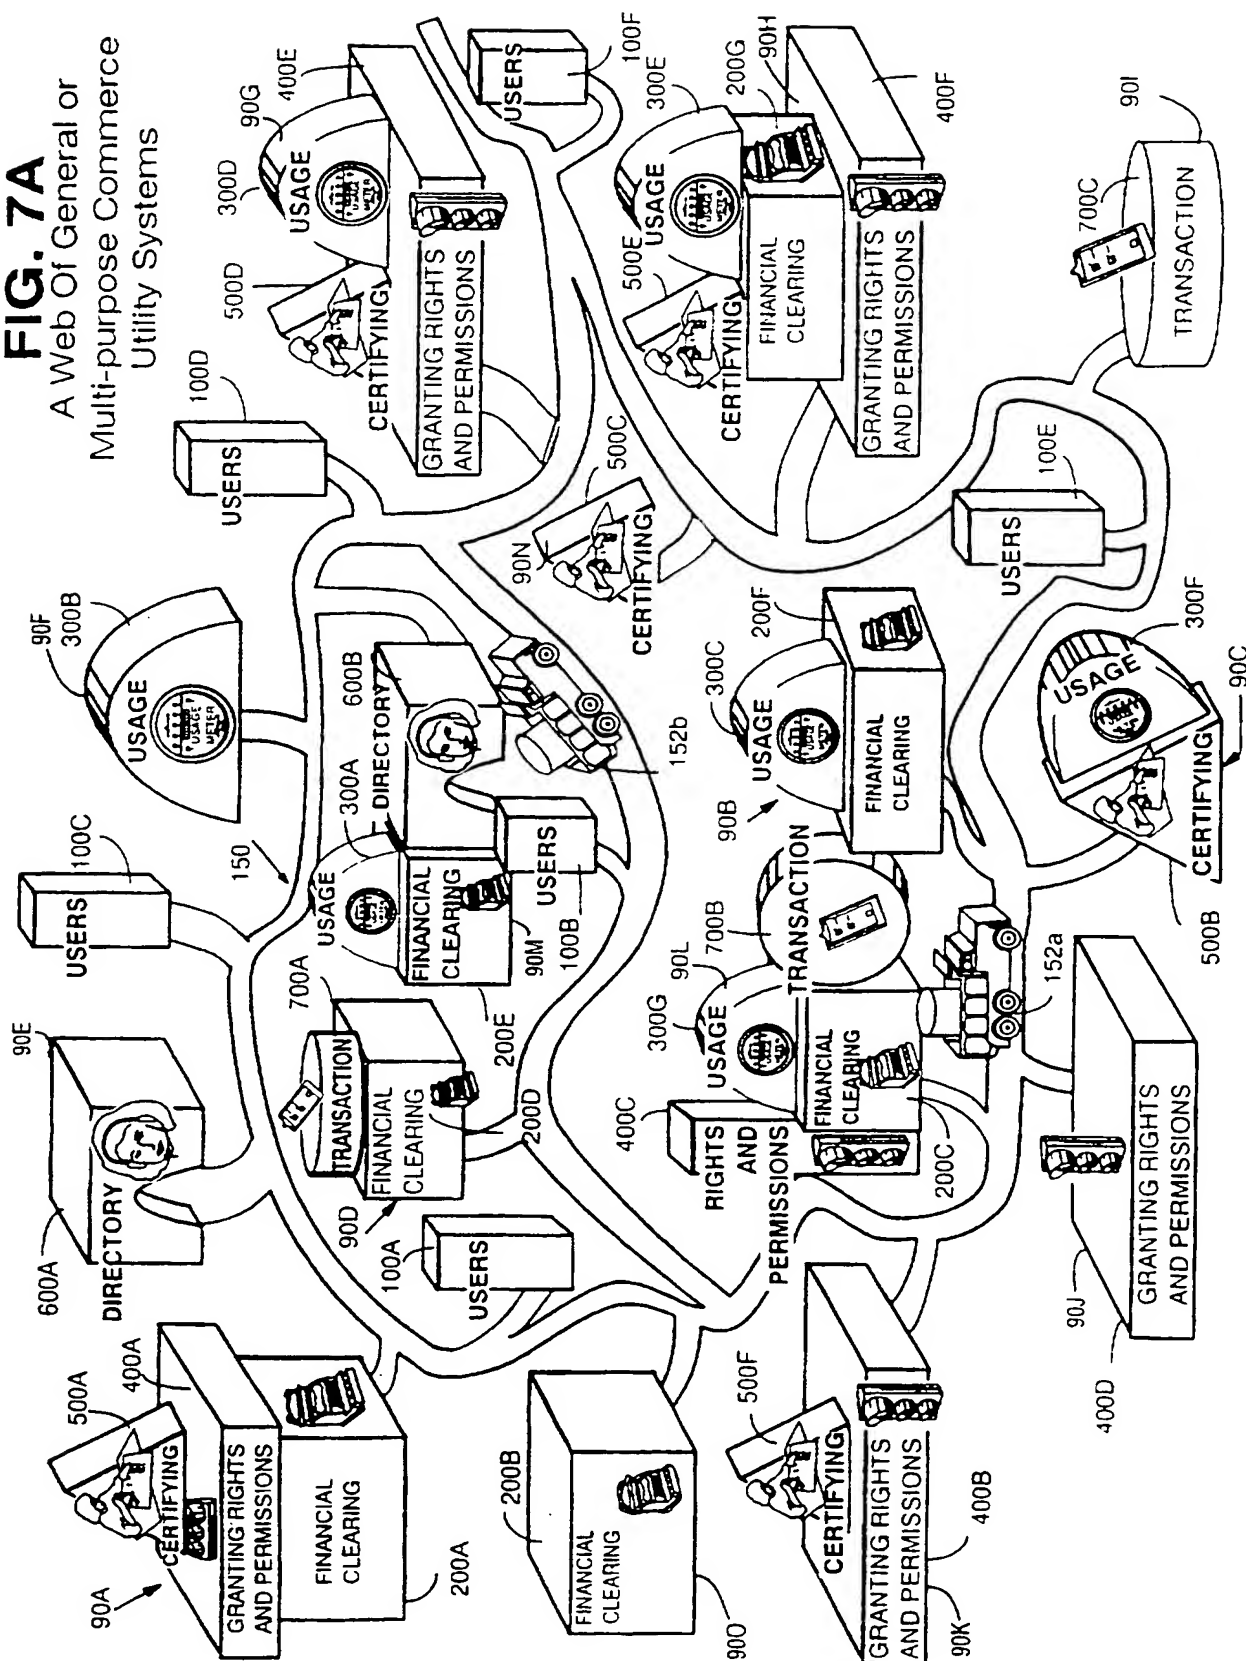 FIG. 7A
A Web Of General or
Multi-purpose Commerce
Utility Systems
90A
500A
400A
CERTIFYING
GRANTING RIGHTS
AND PERMISSIONS
FINANCIAL
CLEARING
200A
600A
90E
DIRECTORY
100C
USERS
150
90F
300B
USAGE
USAGE
METER
100D
USERS
500D
300D
90G
400E
USAGE
CERTIFYING
GRANTING RIGHTS
AND PERMISSIONS
USERS
100F
700A
TRANSACTION
FINANCIAL
CLEARING
200D
90D
100A
USERS
300A
USAGE
FINANCIAL
CLEARING
90M
200E
DIRECTORY
600B
USERS
100B
152b
90N
500C
CERTIFYING
500E
300E
USAGE
200G
90H
CERTIFYING
FINANCIAL
CLEARING
GRANTING RIGHTS
AND PERMISSIONS
400F
200B
FINANCIAL
CLEARING
90O
400C
RIGHTS AND
PERMISSIONS
300G
90L
USAGE
FINANCIAL
CLEARING
200C
700B
TRANSACTION
152a
90B
300C
USAGE
200F
FINANCIAL
CLEARING
USERS
100E
700C
90I
TRANSACTION
500F
CERTIFYING
GRANTING RIGHTS
AND PERMISSIONS
90K
400B
90J
GRANTING RIGHTS
AND PERMISSIONS
400D
USAGE
300F
CERTIFYING
500B
90C